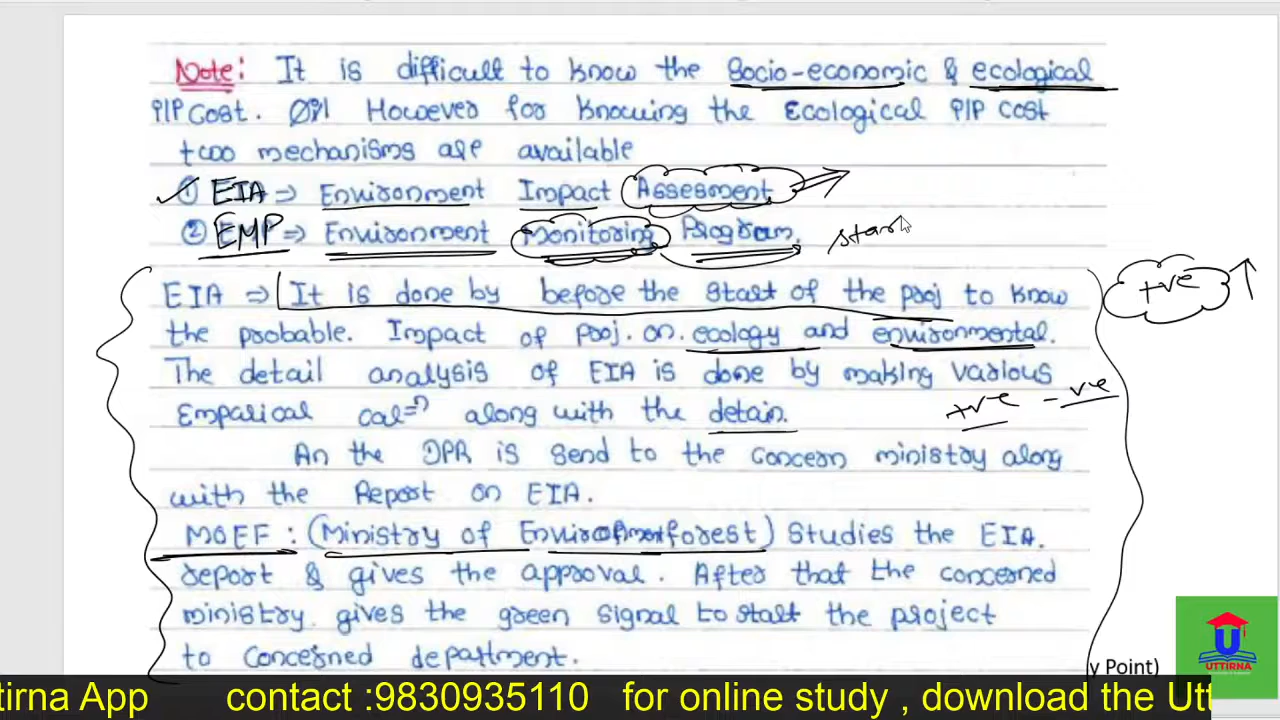 Note: It is difficult to know the Socio-economic & ecological
PIP Cost. However for knowing the Ecological PIP cost
two mechanisms are available
① EIA ⇒ Environment Impact Assesment
② EMP ⇒ Environment Monitoring Program.
start
EIA ⇒ It is done by before the start of the proj to know
+ve ↑
the probable. Impact of proj. on. ecology and environmental.
The detail analysis of EIA is done by making various
Emparical cal=n along with the detain.
+ve -ve
An the DPR is send to the concern ministry along
with the Report on EIA.
MOEF : (Ministry of forest) Studies the EIA.
report & gives the approval. After that the concerned
ministry. gives the green signal to start the project
to concerned department.
y Point)
UTTIRNA
ttirna App contact :9830935110 for online study , download the Utt